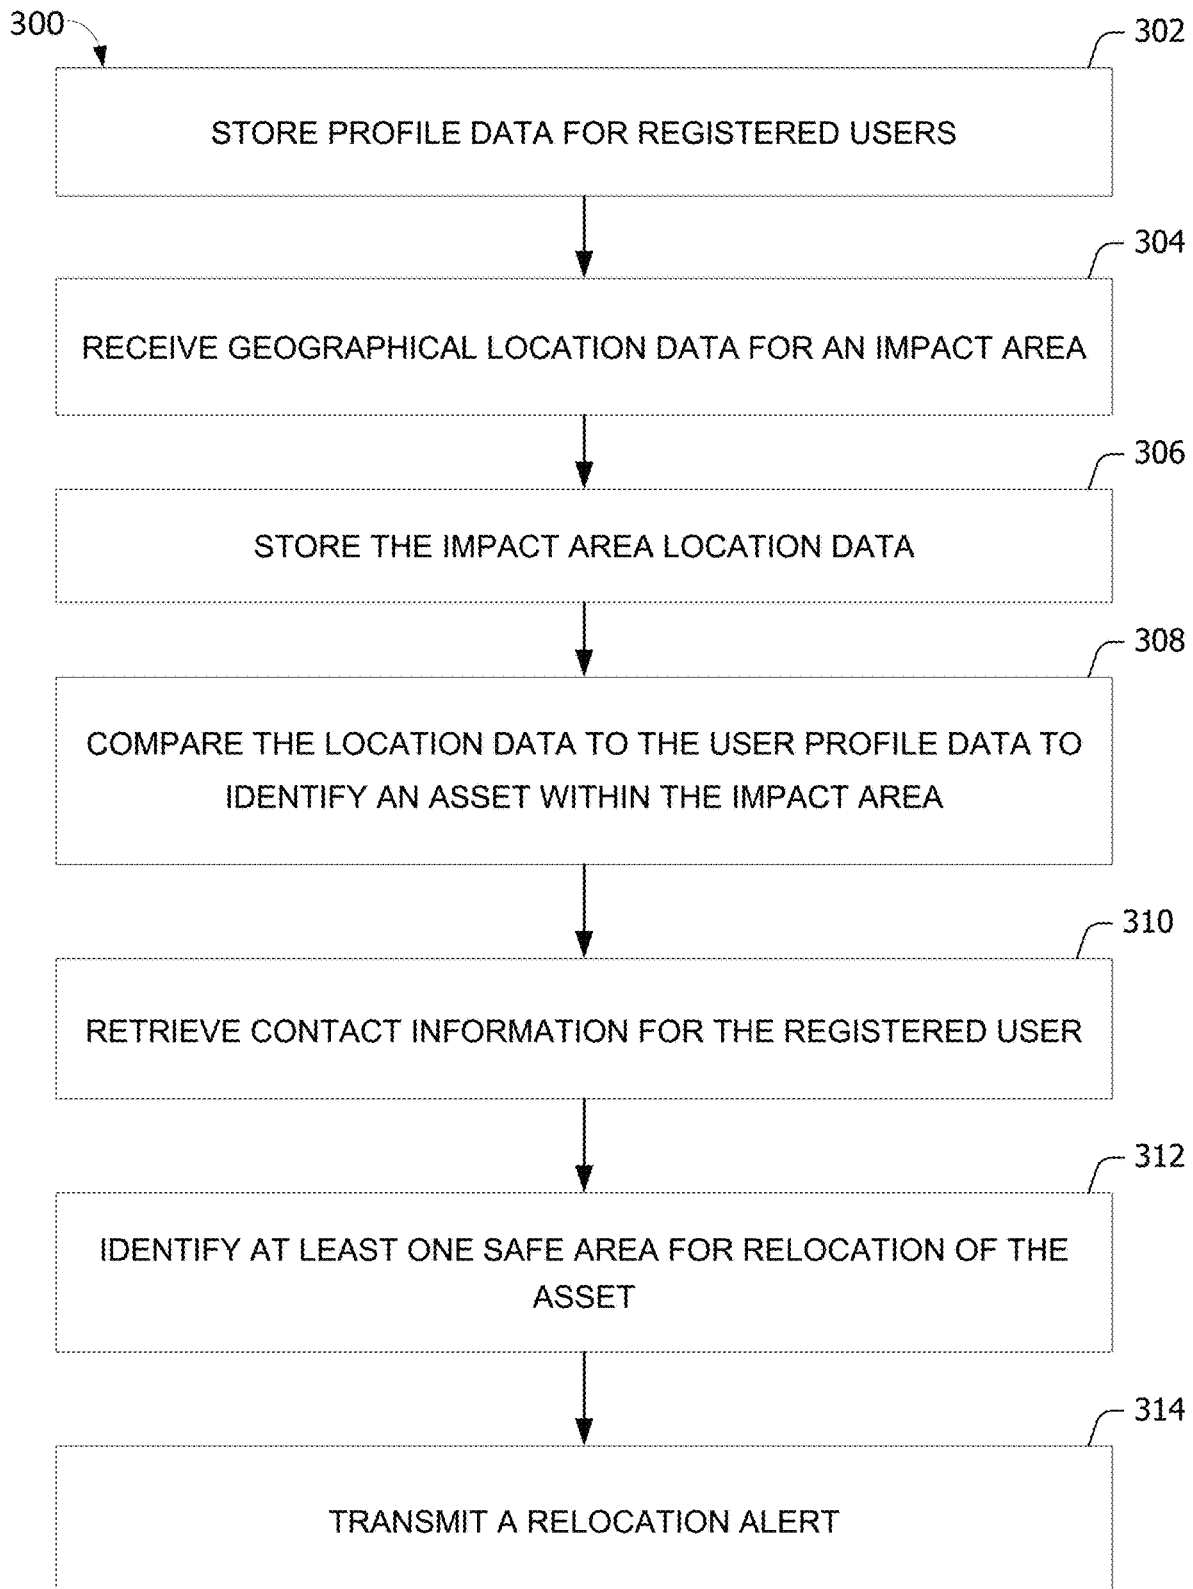 300
302
STORE PROFILE DATA FOR REGISTERED USERS
304
RECEIVE GEOGRAPHICAL LOCATION DATA FOR AN IMPACT AREA
306
STORE THE IMPACT AREA LOCATION DATA
308
COMPARE THE LOCATION DATA TO THE USER PROFILE DATA TO
IDENTIFY AN ASSET WITHIN THE IMPACT AREA
310
RETRIEVE CONTACT INFORMATION FOR THE REGISTERED USER
312
IDENTIFY AT LEAST ONE SAFE AREA FOR RELOCATION OF THE
ASSET
314
TRANSMIT A RELOCATION ALERT